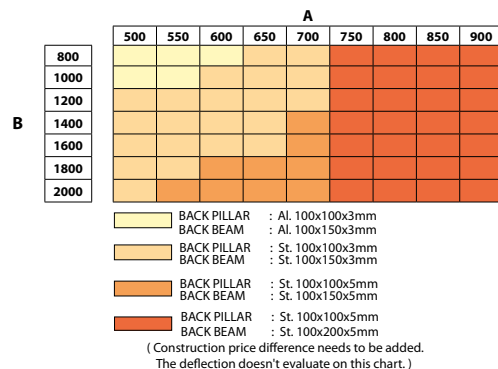 A
500 550 600 650 700 750 800 850 900
800
1000
1200
B
1400
1600
1800
2000
BACK PILLAR : Al. 100x100x3mm
BACK BEAM : Al. 100x150x3mm
BACK PILLAR : St. 100x100x3mm
BACK BEAM : St. 100x150x3mm
BACK PILLAR : St. 100x100x5mm
BACK BEAM : St. 100x150x5mm
BACK PILLAR : St. 100x100x5mm
BACK BEAM : St. 100x200x5mm
( Construction price difference needs to be added.
The deflection doesn't evaluate on this chart. )